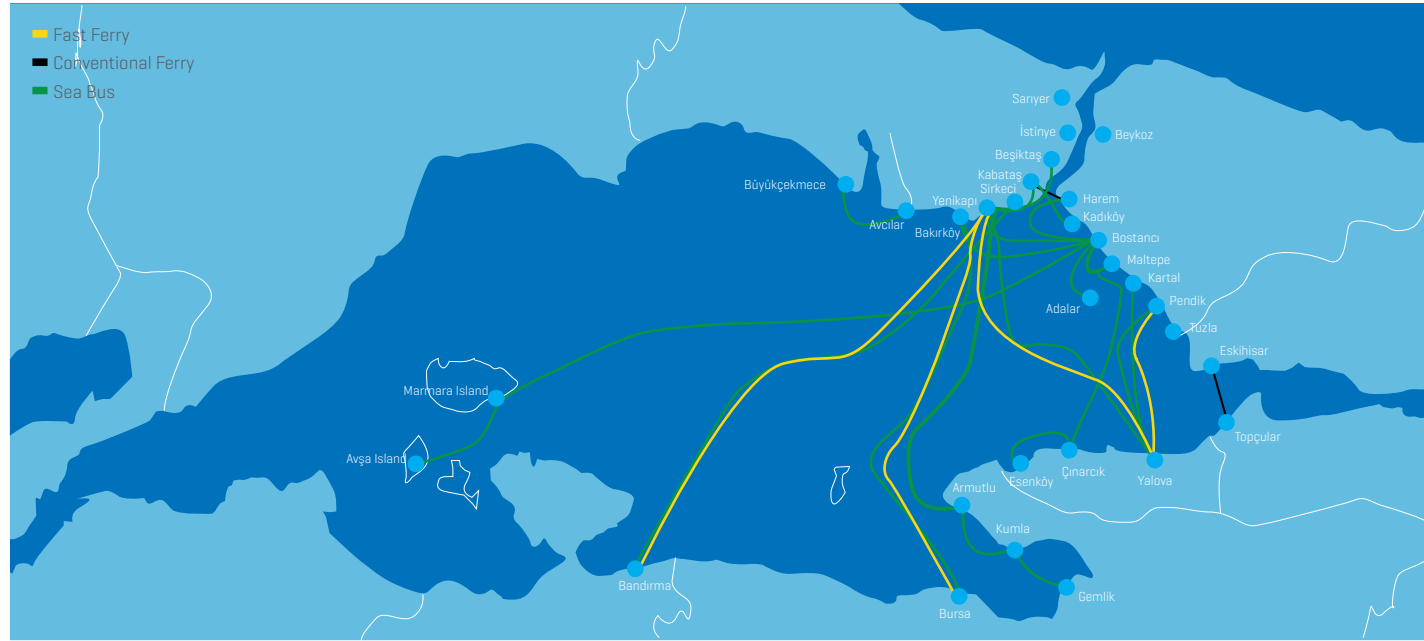 Fast Ferry
Conventional Ferry
Sea Bus
Sarıyer
İstinye
Beykoz
Beşiktaş
Kabataş
Sirkeci
Büyükçekmece
Yenikapı
Harem
Avcılar
Bakırköy
Kadıköy
Bostancı
Maltepe
Kartal
Adalar
Pendik
Tuzla
Eskihisar
Marmara Island
Topçular
Avşa Island
Esenköy
Çınarcık
Yalova
Armutlu
Kumla
Bandırma
Gemlik
Bursa